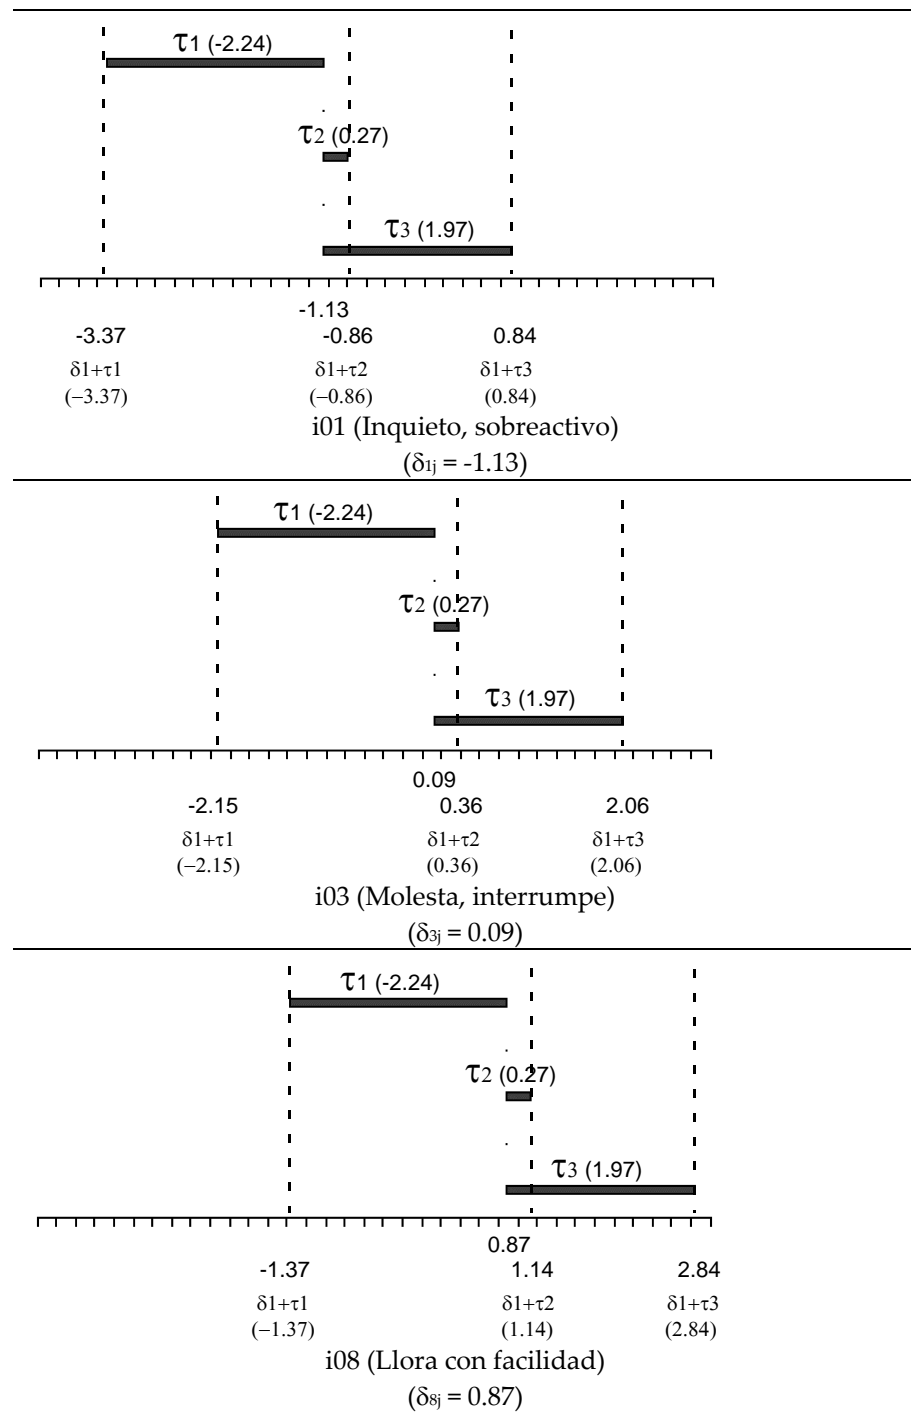 τ1 (-2.24)
τ2 (0.27)
τ3 (1.97)
-1.13
-3.37 -0.86 0.84
δ1+τ1 δ1+τ2 δ1+τ3
(−3.37) (−0.86) (0.84)
i01 (Inquieto, sobreactivo)
(δ1j = -1.13)
τ1 (-2.24)
τ2 (0.27)
τ3 (1.97)
0.09
-2.15 0.36 2.06
δ1+τ1 δ1+τ2 δ1+τ3
(−2.15) (0.36) (2.06)
i03 (Molesta, interrumpe)
(δ3j = 0.09)
τ1 (-2.24)
τ2 (0.27)
τ3 (1.97)
0.87
-1.37 1.14 2.84
δ1+τ1 δ1+τ2 δ1+τ3
(−1.37) (1.14) (2.84)
i08 (Llora con facilidad)
(δ8j = 0.87)